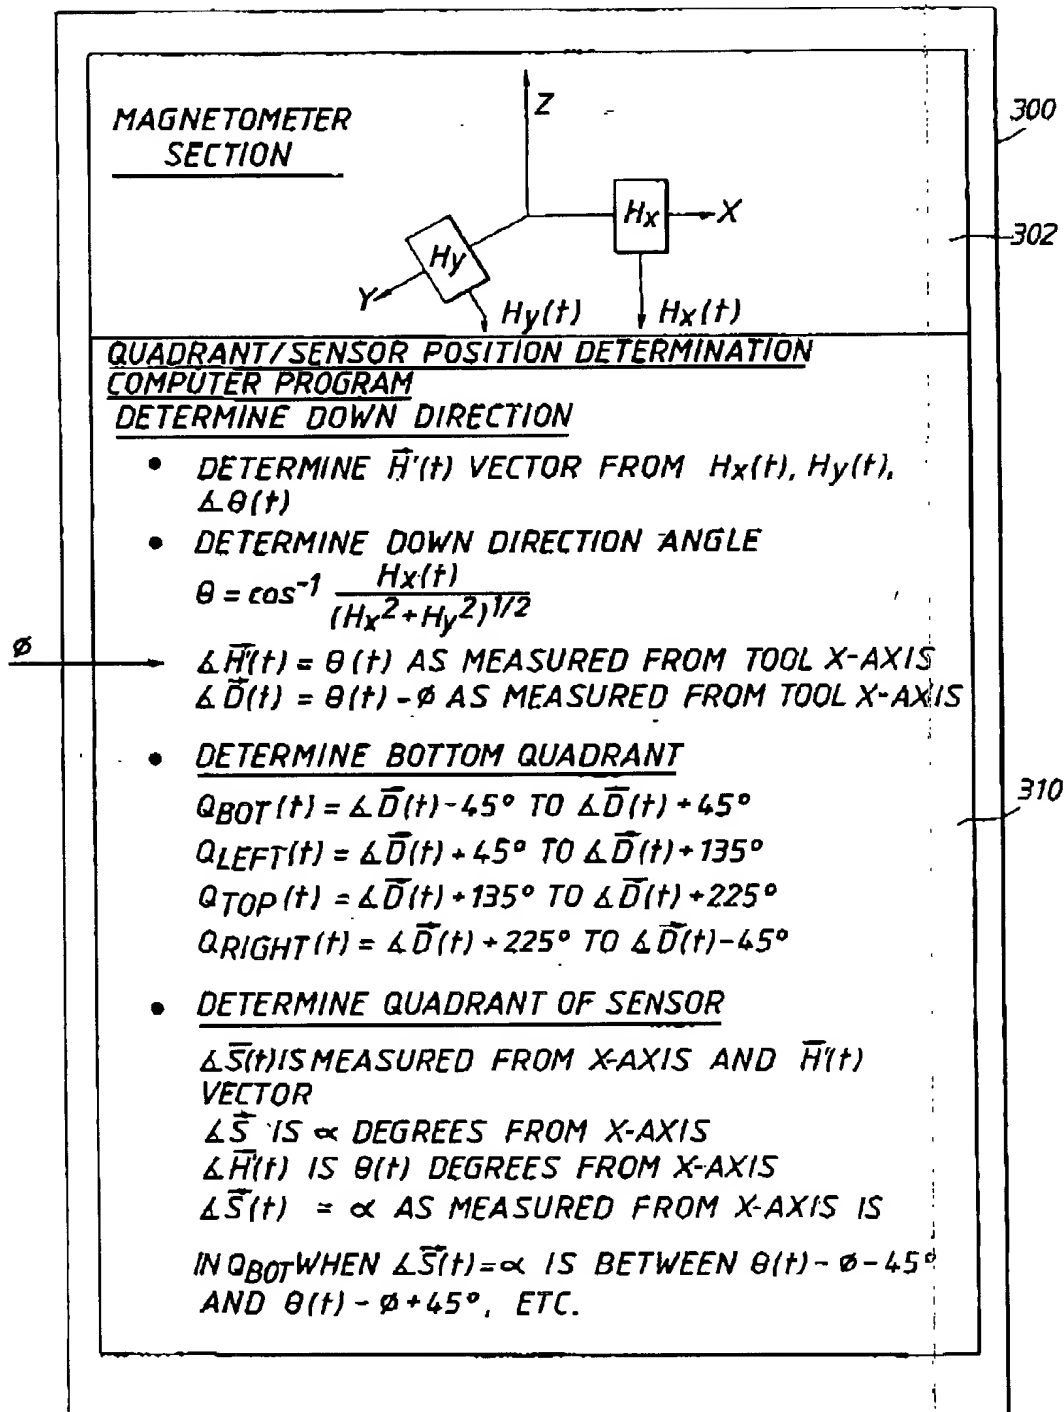 MAGNETOMETER
SECTION
Z
300
Hx
X
302
Hy
Y
Hy(t)
Hx(t)
QUADRANT/SENSOR POSITION DETERMINATION
COMPUTER PROGRAM
DETERMINE DOWN DIRECTION
• DETERMINE H⃗'(t) VECTOR FROM Hx(t), Hy(t),
∡θ(t)
• DETERMINE DOWN DIRECTION ANGLE
θ = cos⁻¹ Hx(t) / (Hx²+Hy²)^1/2
ø
∡H⃗'(t) = θ(t) AS MEASURED FROM TOOL X-AXIS
∡D⃗(t) = θ(t) - ø AS MEASURED FROM TOOL X-AXIS
• DETERMINE BOTTOM QUADRANT
310
QBOT(t) = ∡D⃗(t) - 45° TO ∡D⃗(t) + 45°
QLEFT(t) = ∡D⃗(t) + 45° TO ∡D⃗(t) + 135°
QTOP(t) = ∡D⃗(t) + 135° TO ∡D⃗(t) + 225°
QRIGHT(t) = ∡D⃗(t) + 225° TO ∡D⃗(t) - 45°
• DETERMINE QUADRANT OF SENSOR
∡S⃗(t) IS MEASURED FROM X-AXIS AND H⃗'(t)
VECTOR
∡S⃗ IS ∝ DEGREES FROM X-AXIS
∡H⃗'(t) IS θ(t) DEGREES FROM X-AXIS
∡S⃗(t) = ∝ AS MEASURED FROM X-AXIS IS
IN QBOT WHEN ∡S⃗(t) = ∝ IS BETWEEN θ(t) - ø - 45°
AND θ(t) - ø + 45°, ETC.